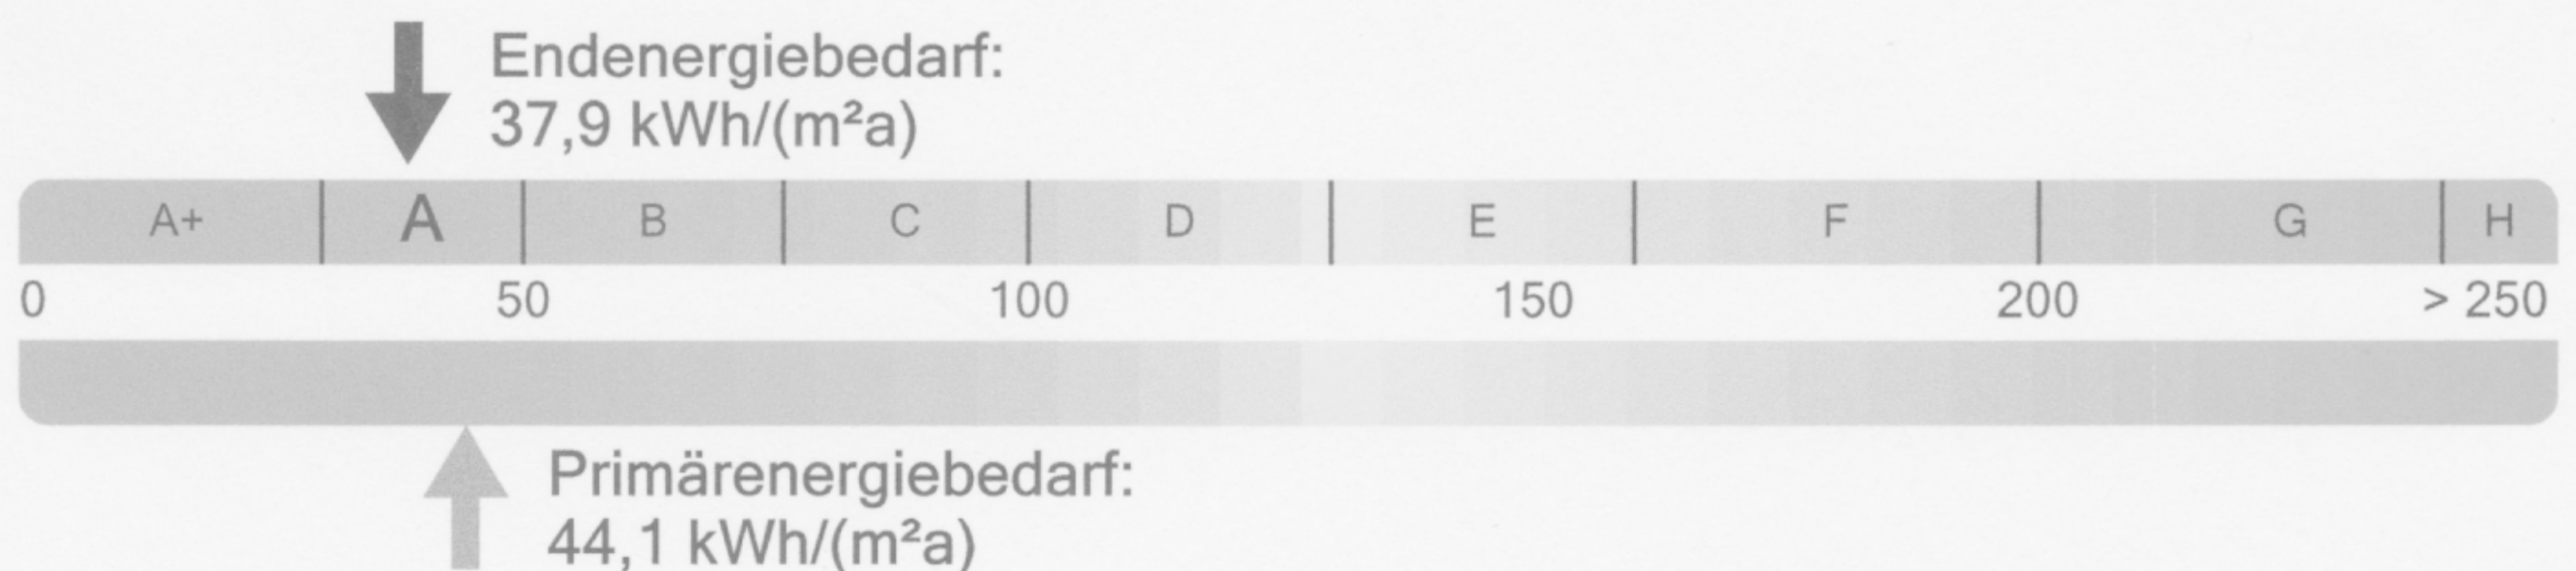 Endenergiebedarf:
37,9 kWh/(m²a)
A+ A B C D E F G H
0 50 100 150 200 > 250
Primärenergiebedarf:
44,1 kWh/(m²a)